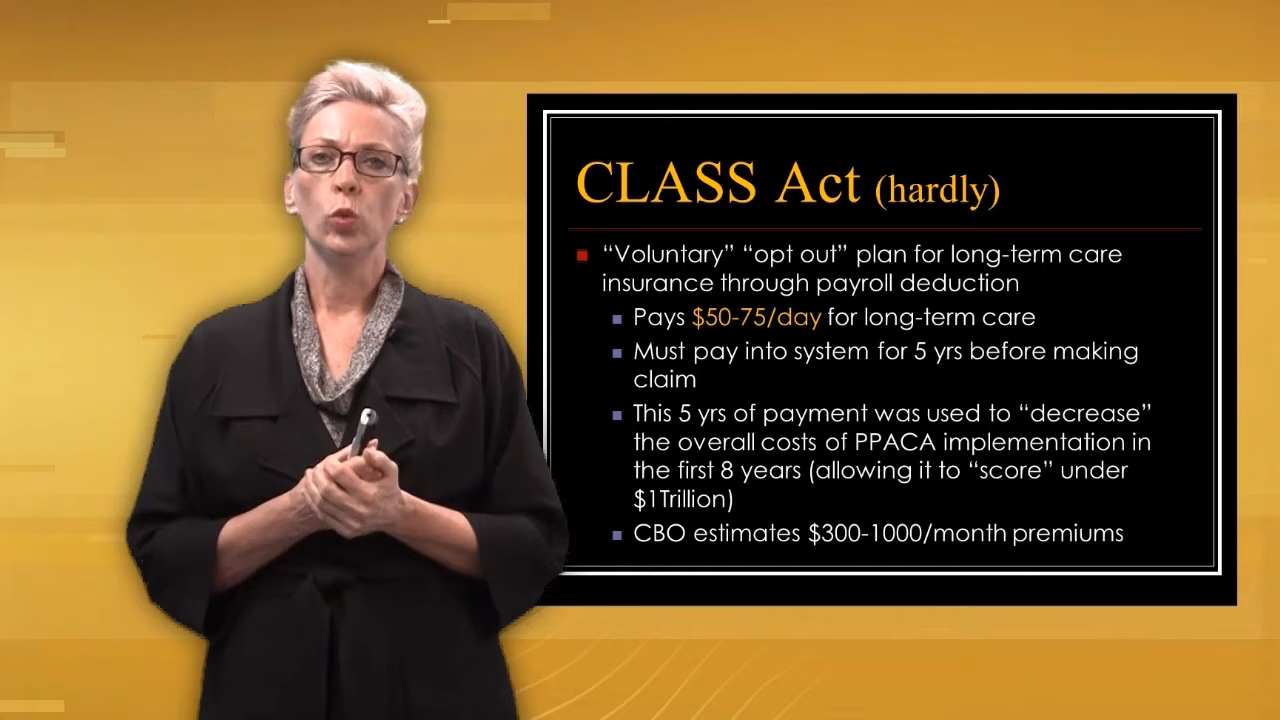 CLASS Act (hardly)
“Voluntary” “opt out” plan for long-term care
insurance through payroll deduction
Pays $50-75/day for long-term care
Must pay into system for 5 yrs before making
claim
This 5 yrs of payment was used to “decrease”
the overall costs of PPACA implementation in
the first 8 years (allowing it to “score” under
$1Trillion)
CBO estimates $300-1000/month premiums